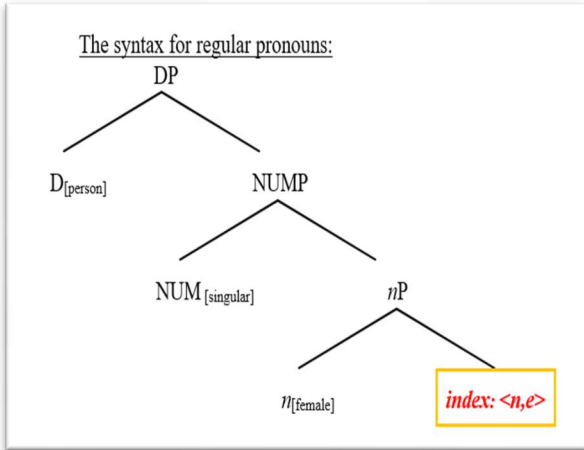 The syntax for regular pronouns:
DP
D[person]
NUMP
NUM [singular]
nP
n[female]
index: <n,e>